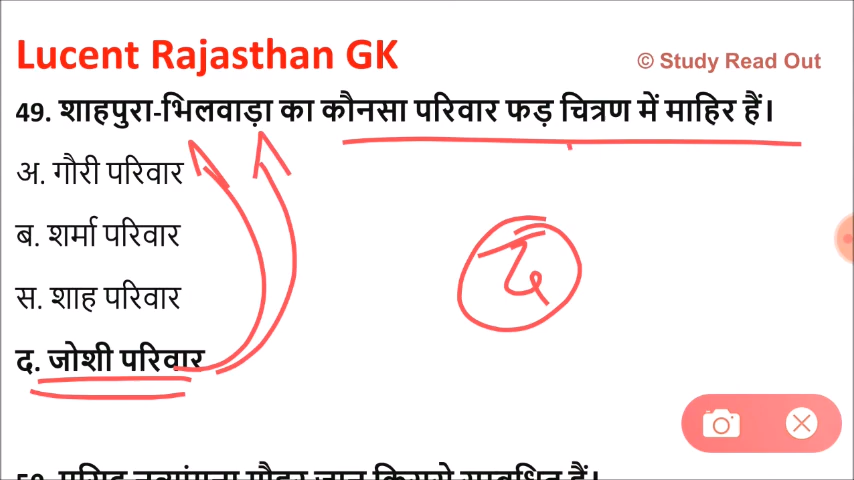 Lucent Rajasthan GK
© Study Read Out
49. शाहपुरा-भिलवाड़ा का कौनसा परिवार फड़ चित्रण में माहिर हैं।
अ. गौरी परिवार
ब. शर्मा परिवार
स. शाह परिवार
द. जोशी परिवार
द